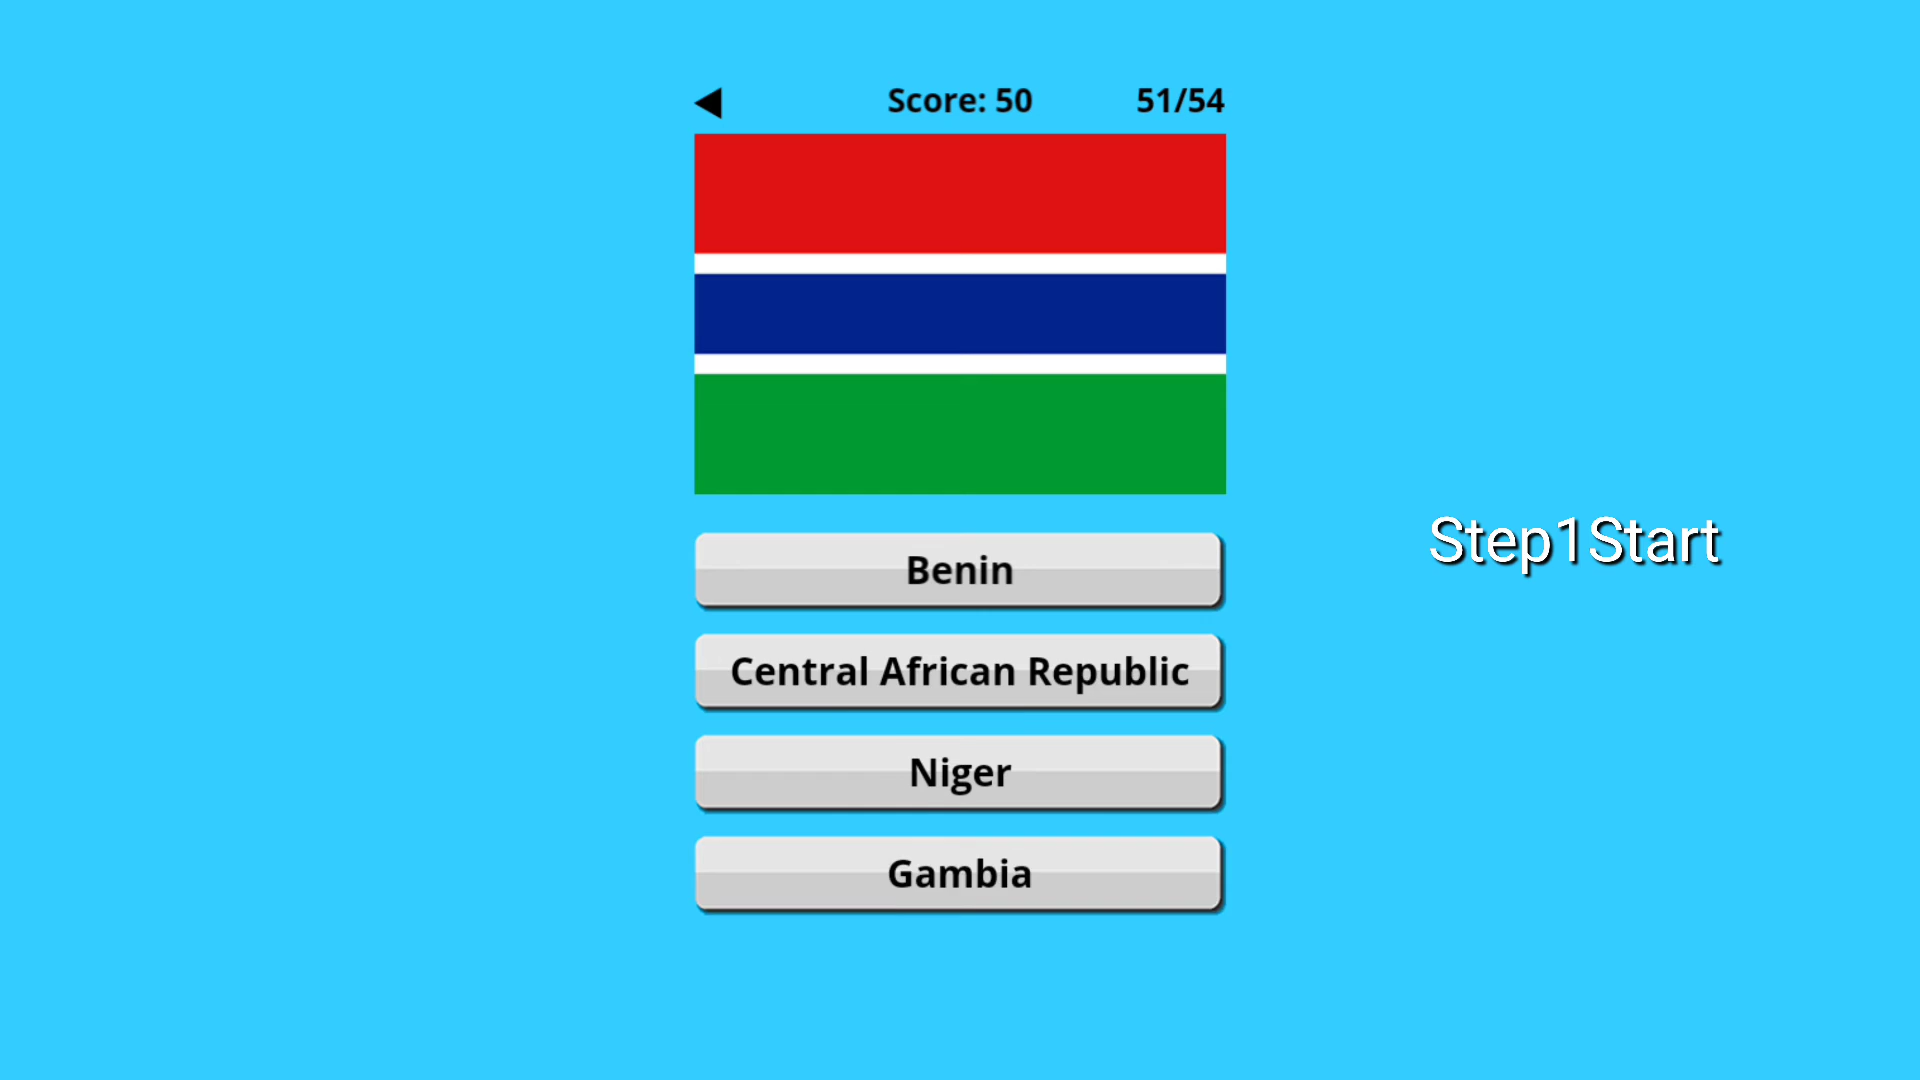 Score: 50
51/54
Benin
Central African Republic
Niger
Gambia
Step1Start